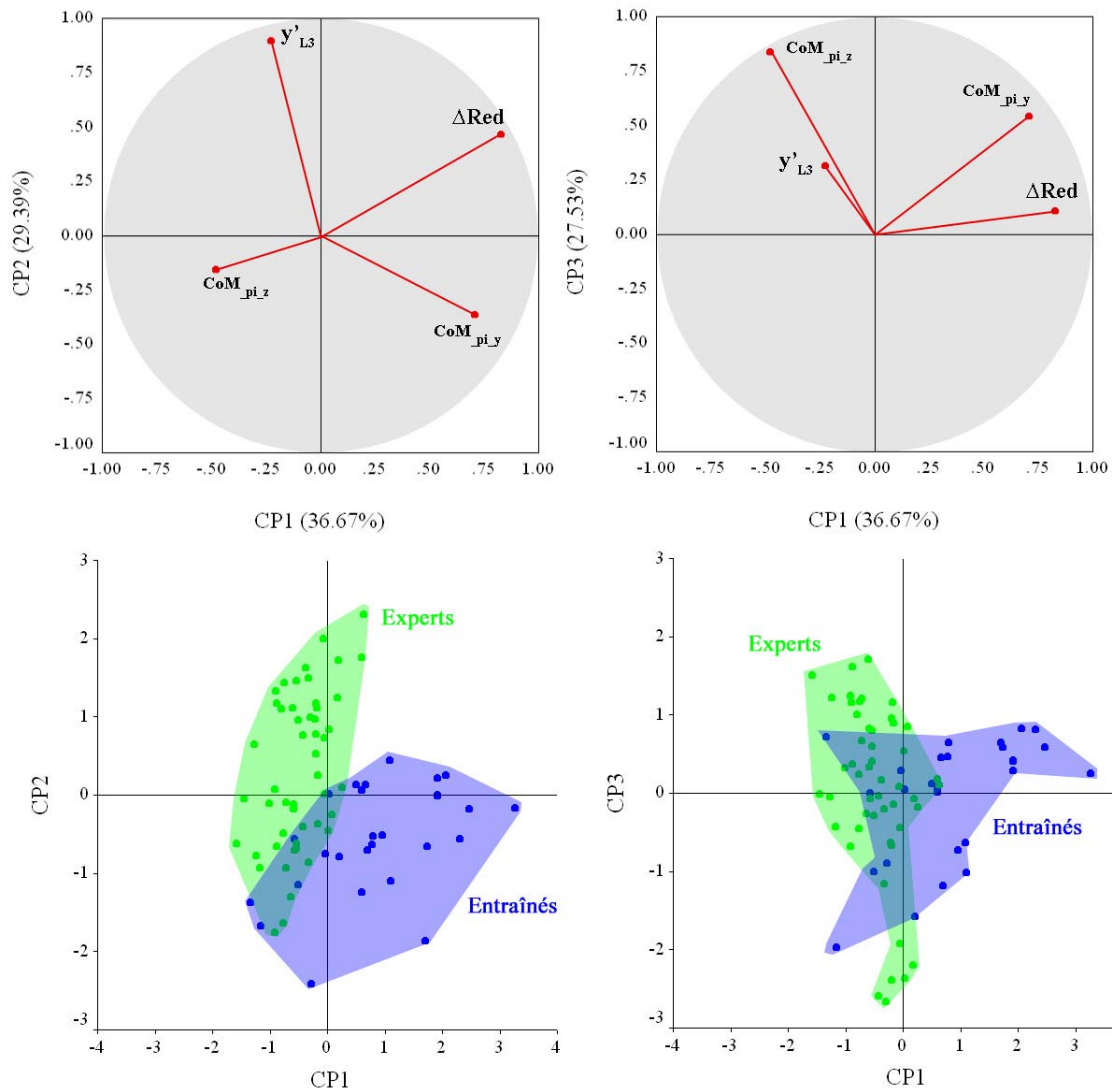 1.00
.75
.50
.25
0.00
-.25
-.50
-.75
-1.00
CP2 (29.39%)
y'L3
ΔRed
CoM_pi_z
CoM_pi_y
-1.00 -.75 -.50 -.25 0.00 .25 .50 .75 1.00
CP1 (36.67%)
1.00
.75
.50
.25
0.00
-.25
-.50
-.75
-1.00
CP3 (27.53%)
CoM_pi_z
CoM_pi_y
y'L3
ΔRed
-1.00 -.75 -.50 -.25 0.00 .25 .50 .75 1.00
CP1 (36.67%)
3
2
1
0
-1
-2
-3
CP2
Experts
Entraînés
-4 -3 -2 -1 0 1 2 3 4
CP1
3
2
1
0
-1
-2
-3
CP3
Experts
Entraînés
-4 -3 -2 -1 0 1 2 3
CP1